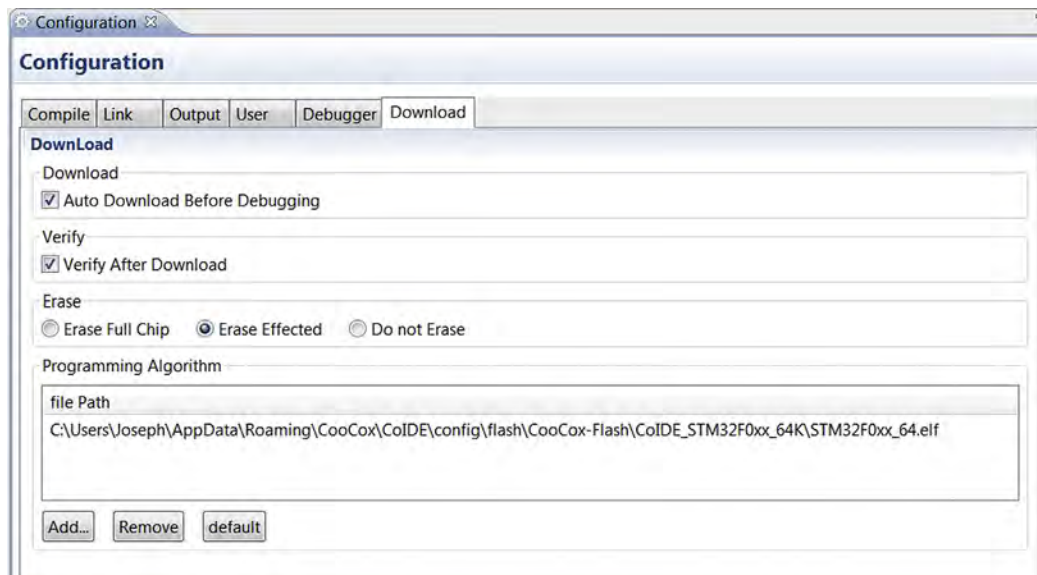 Configuration
Configuration
Compile Link Output User Debugger Download
DownLoad
Download
Auto Download Before Debugging
Verify
Verify After Download
Erase
Erase Full Chip Erase Effected Do not Erase
Programming Algorithm
file Path
C:\Users\Joseph\AppData\Roaming\CooCox\CoIDE\config\flash\CooCox-Flash\CoIDE_STM32F0xx_64K\STM32F0xx_64.elf
Add... Remove default